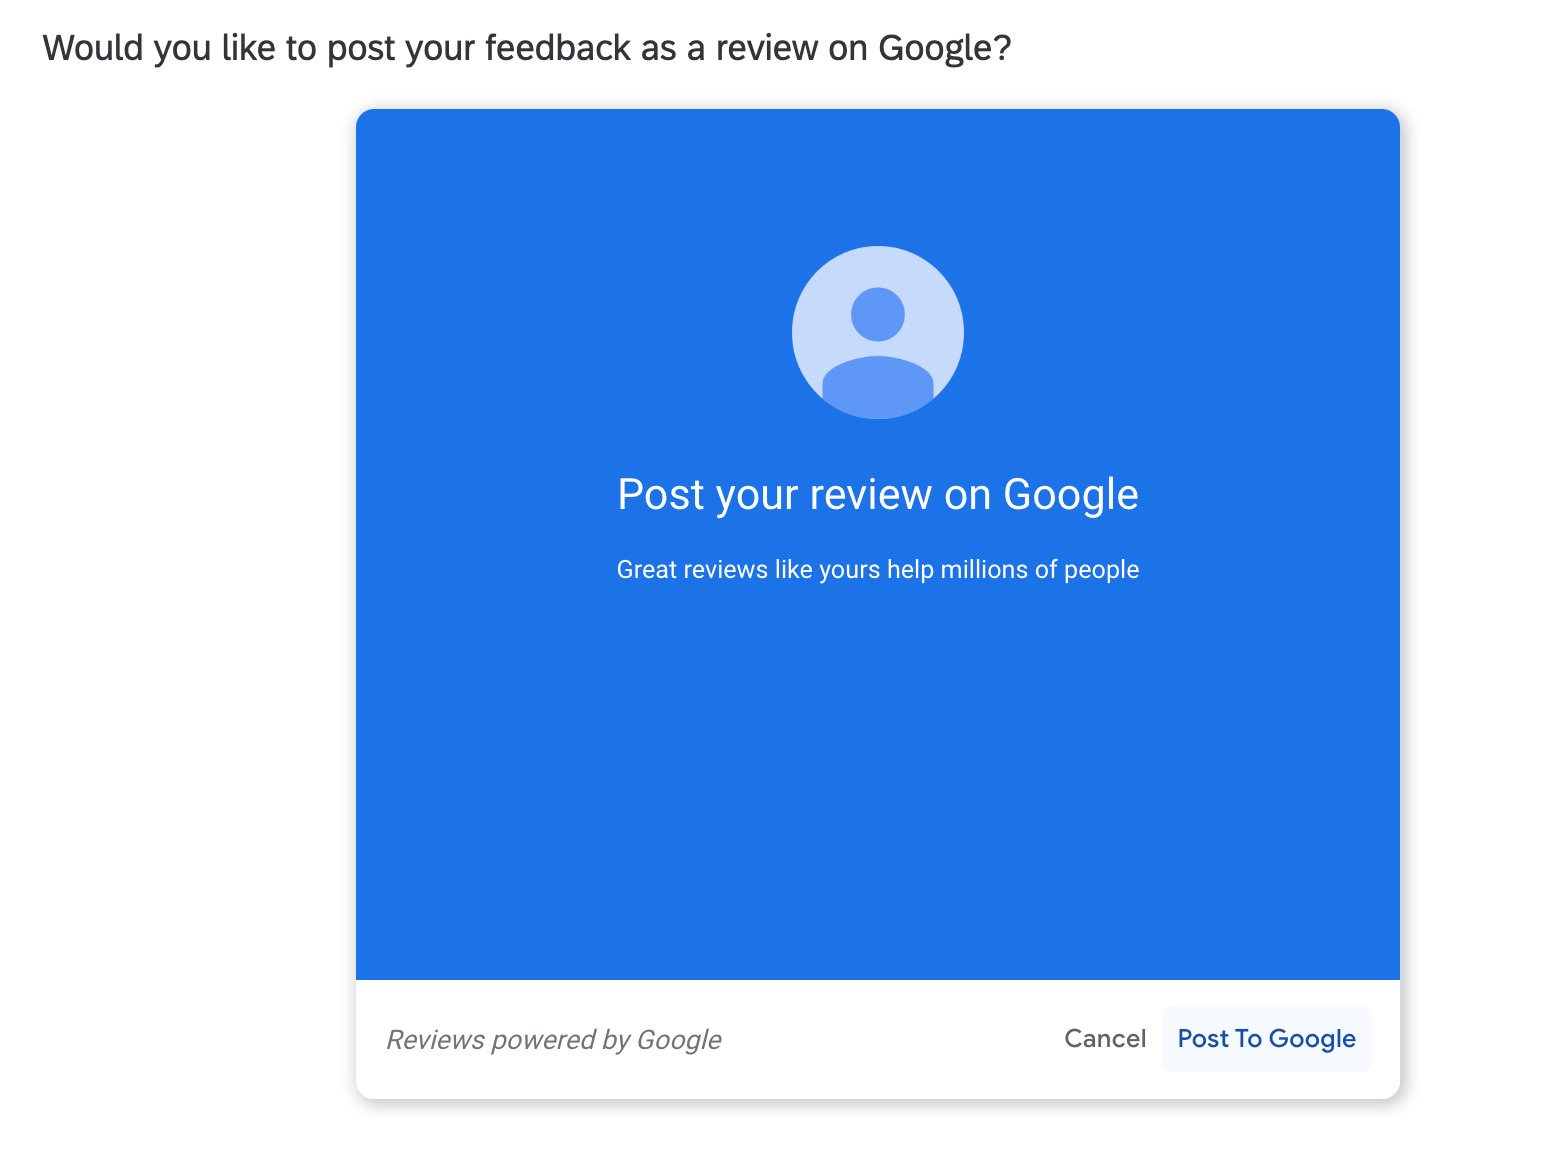 Would you like to post your feedback as a review on Google?
Post your review on Google
Great reviews like yours help millions of people
Reviews powered by Google
Cancel
Post To Google